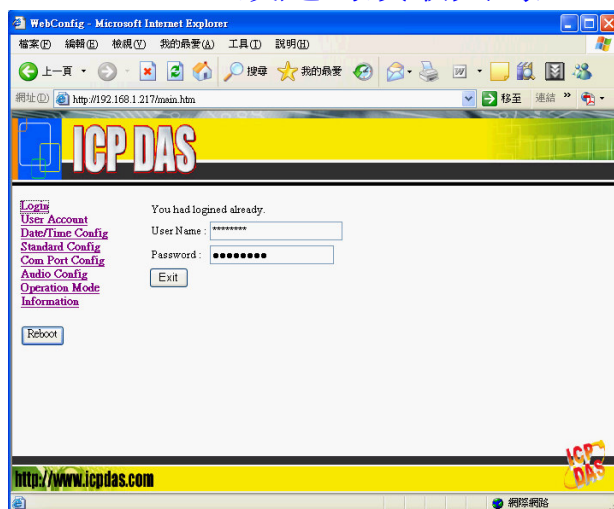 WebConfig - Microsoft Internet Explorer
檔案(F) 編輯(E) 檢視(V) 我的最愛(A) 工具(T) 說明(H)
上一頁 搜尋 我的最愛
網址(D) http://192.168.1.217/main.htm 移至 連結 »
ICP DAS
Login
User Account
Date/Time Config
Standard Config
Com Port Config
Audio Config
Operation Mode
Information
Reboot
You had logined already.
User Name : ********
Password : ●●●●●●●●
Exit
http://www.icpdas.com
ICP DAS
網際網路